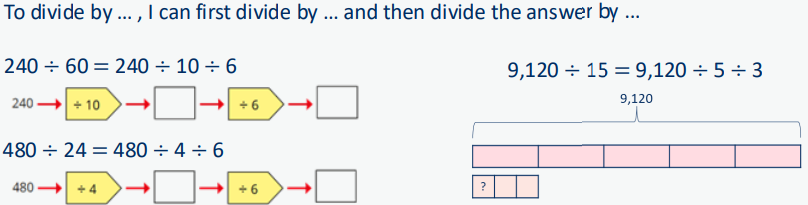 To divide by ... , I can first divide by ... and then divide the answer by ...
240 ÷ 60 = 240 ÷ 10 ÷ 6
240 ÷ 10 ÷ 6
480 ÷ 24 = 480 ÷ 4 ÷ 6
480 ÷ 4 ÷ 6
9,120 ÷ 15 = 9,120 ÷ 5 ÷ 3
9,120
?